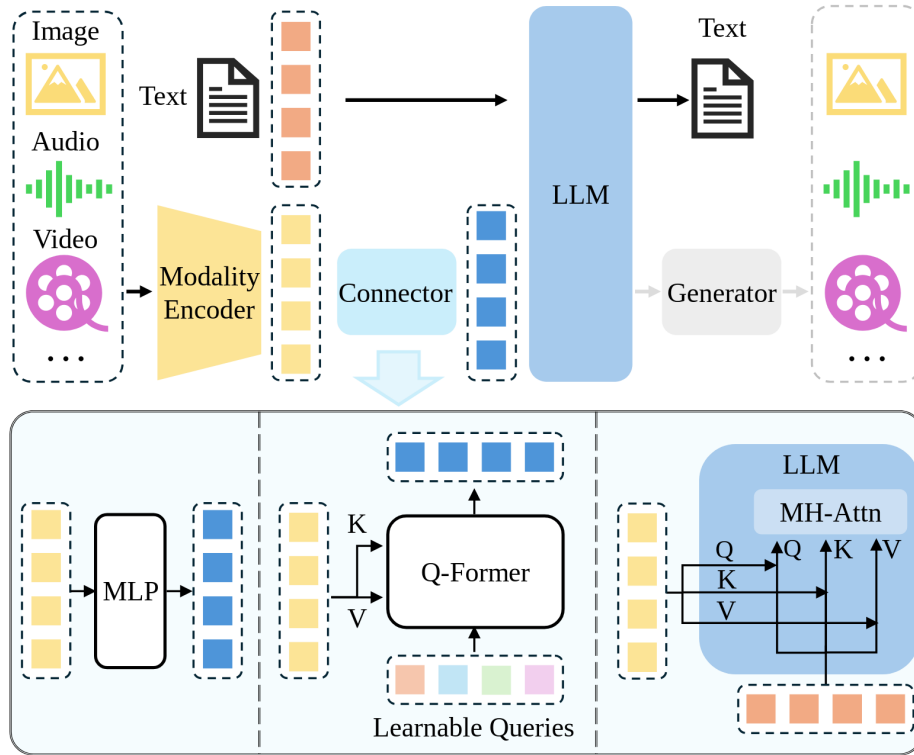 Image
Text
Audio
Video
...
Modality
Encoder
Connector
LLM
Text
Generator
...
MLP
K
V
Q-Former
Learnable Queries
LLM
MH-Attn
Q
K
V
Q
K
V